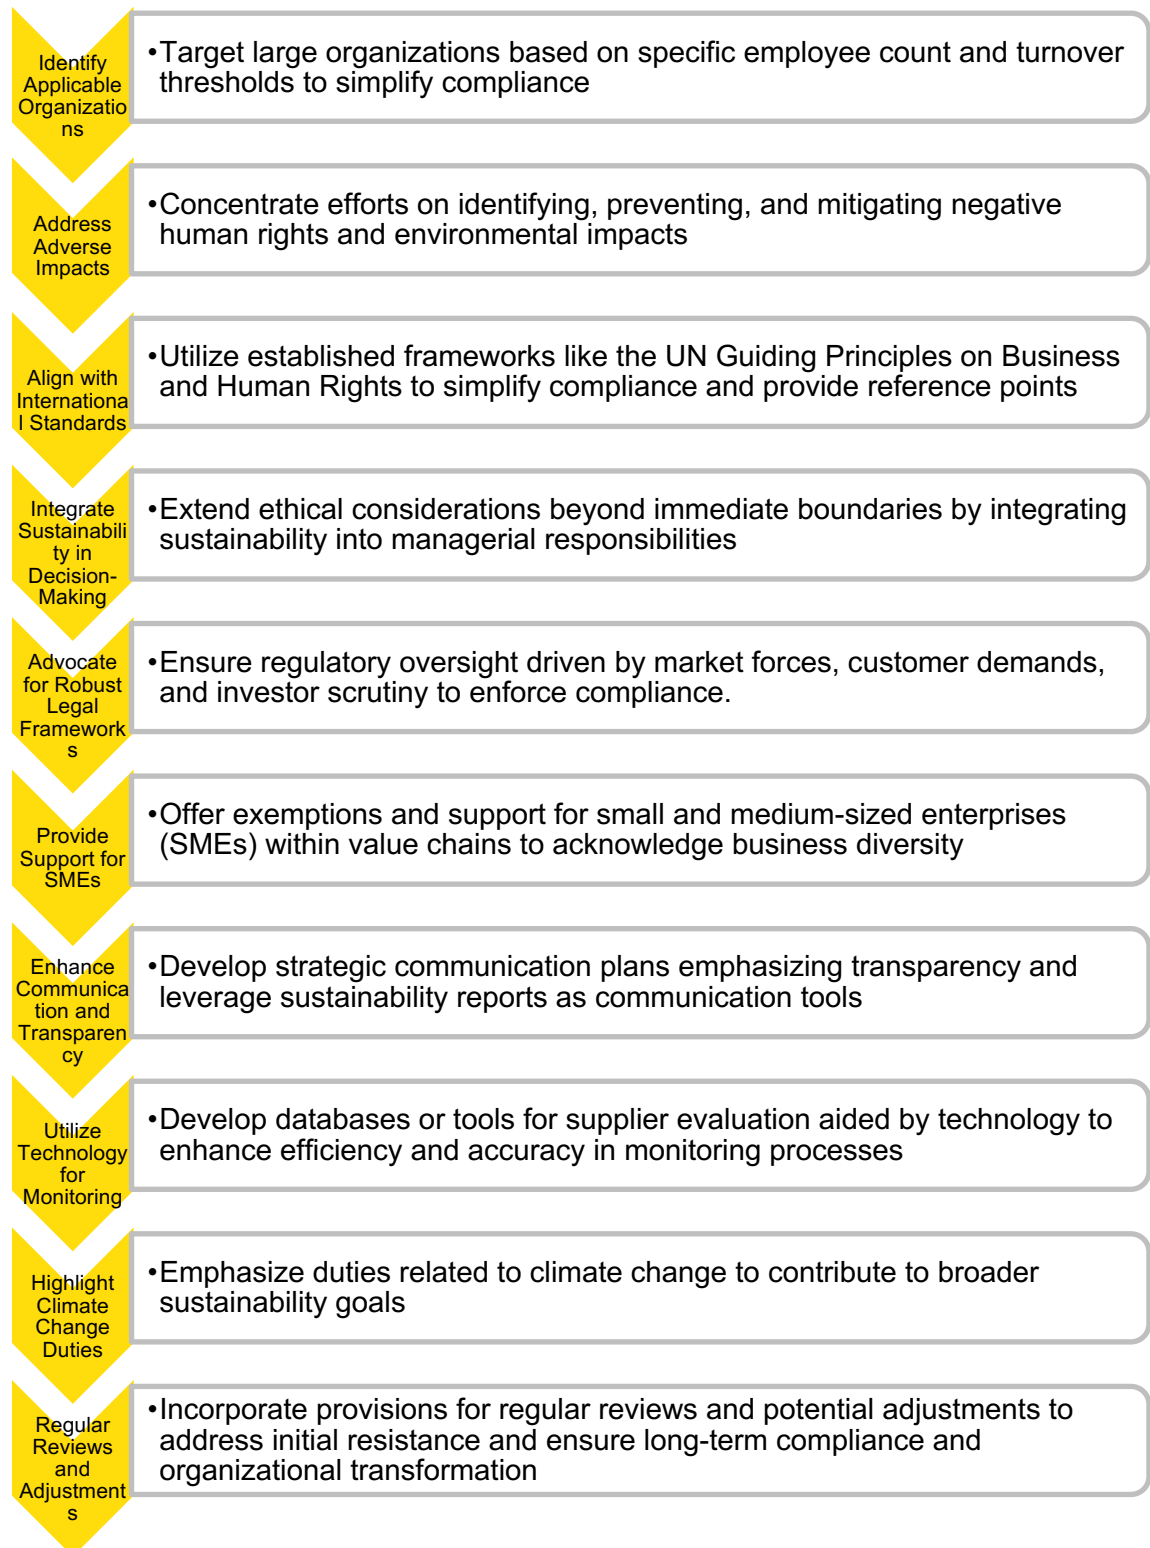 Identify
Applicable
Organizatio
ns
•Target large organizations based on specific employee count and turnover
thresholds to simplify compliance
Address
Adverse
Impacts
•Concentrate efforts on identifying, preventing, and mitigating negative
human rights and environmental impacts
Align with
Internationa
l Standards
•Utilize established frameworks like the UN Guiding Principles on Business
and Human Rights to simplify compliance and provide reference points
Integrate
Sustainabili
ty in
Decision-
Making
•Extend ethical considerations beyond immediate boundaries by integrating
sustainability into managerial responsibilities
Advocate
for Robust
Legal
Framework
s
•Ensure regulatory oversight driven by market forces, customer demands,
and investor scrutiny to enforce compliance.
Provide
Support for
SMEs
•Offer exemptions and support for small and medium-sized enterprises
(SMEs) within value chains to acknowledge business diversity
Enhance
Communica
tion and
Transparen
cy
•Develop strategic communication plans emphasizing transparency and
leverage sustainability reports as communication tools
Utilize
Technology
for
Monitoring
•Develop databases or tools for supplier evaluation aided by technology to
enhance efficiency and accuracy in monitoring processes
Highlight
Climate
Change
Duties
•Emphasize duties related to climate change to contribute to broader
sustainability goals
Regular
Reviews
and
Adjustment
s
•Incorporate provisions for regular reviews and potential adjustments to
address initial resistance and ensure long-term compliance and
organizational transformation